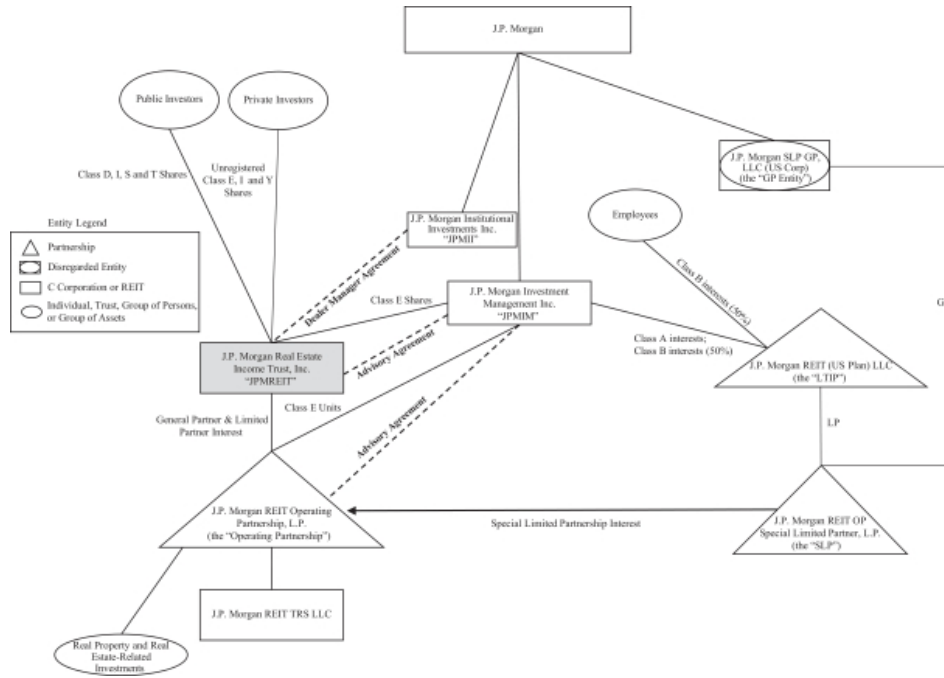 J.P. Morgan
Public Investors
Private Investors
J.P. Morgan SLP GP,
LLC (US Corp)
(the “GP Entity”)
Class D, I, S and T Shares
Unregistered
Class E, I and Y
Shares
Employees
J.P. Morgan Institutional
Investments Inc.
“JPMII”
Entity Legend
Partnership
Disregarded Entity
C Corporation or REIT
Individual, Trust, Group of Persons,
or Group of Assets
Dealer Manager Agreement
Class B interests (50%)
Class E Shares
J.P. Morgan Investment
Management Inc.
“JPMIM”
G
Class A interests;
Class B interests (50%)
J.P. Morgan Real Estate
Income Trust, Inc.
“JPMREIT”
Advisory Agreement
J.P. Morgan REIT (US Plan) LLC
(the “LTIP”)
General Partner & Limited
Partner Interest
Class E Units
Advisory Agreement
LP
J.P. Morgan REIT Operating
Partnership, L.P.
(the “Operating Partnership”)
Special Limited Partnership Interest
J.P. Morgan REIT OP
Special Limited Partner, L.P.
(the “SLP”)
J.P. Morgan REIT TRS LLC
Real Property and Real
Estate-Related
Investments